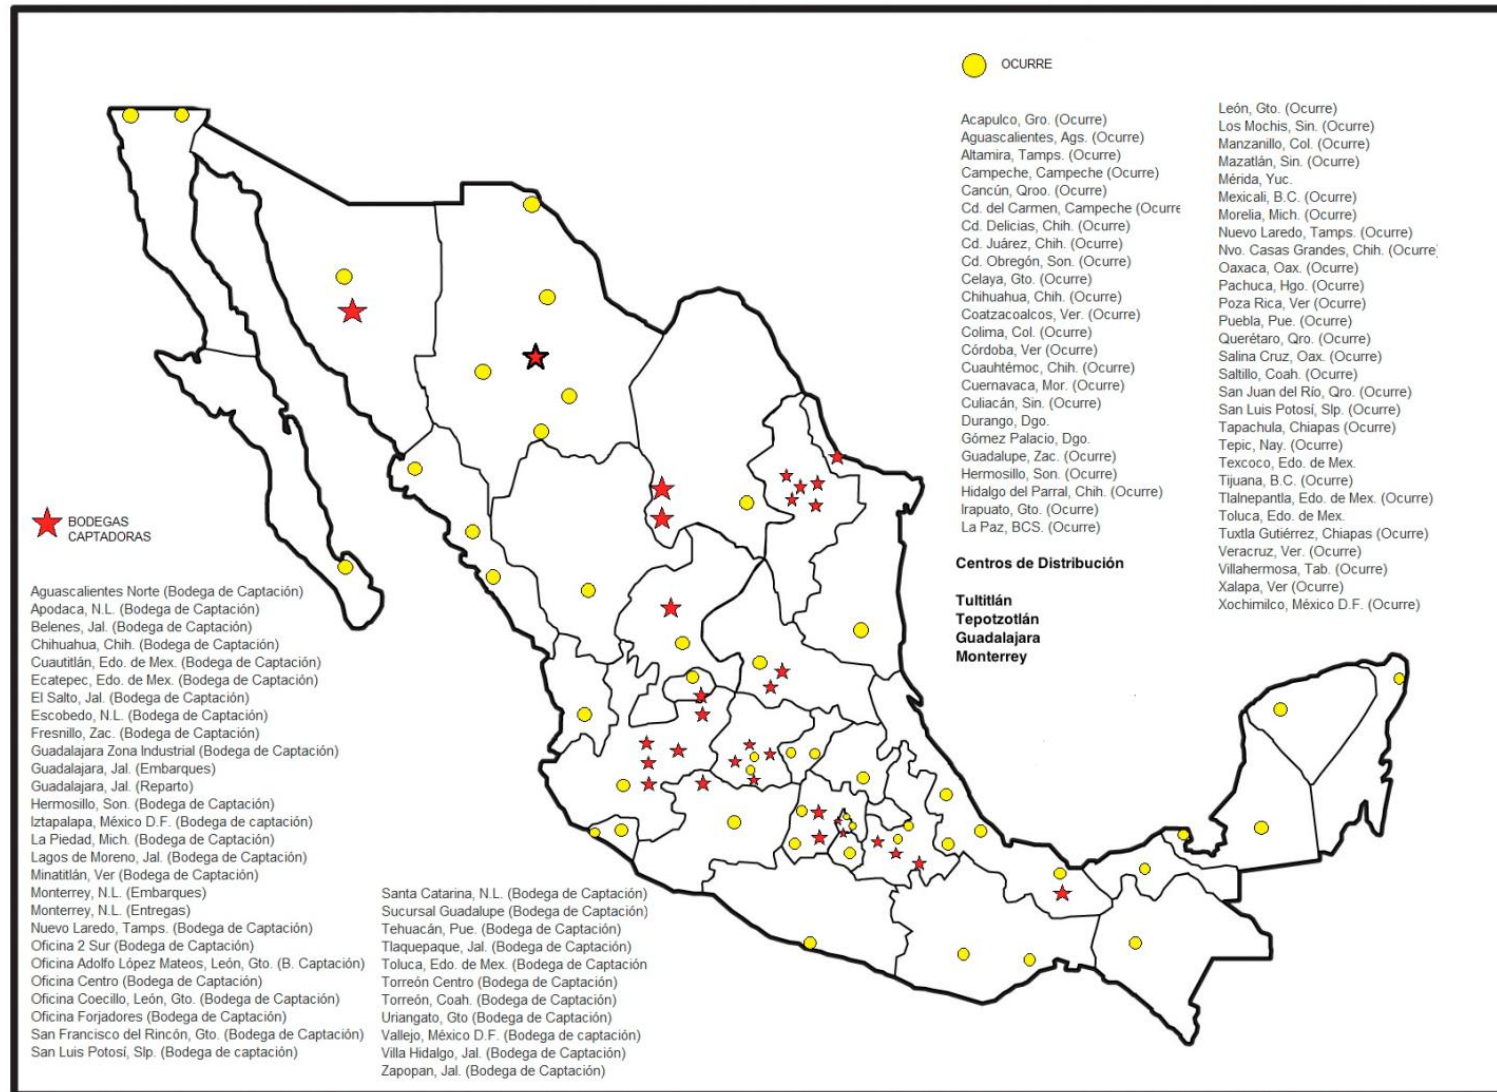 OCURRE
Acapulco, Gro. (Ocurre)
Aguascalientes, Ags. (Ocurre)
Altamira, Tamps. (Ocurre)
Campeche, Campeche (Ocurre)
Cancún, Qroo. (Ocurre)
Cd. del Carmen, Campeche (Ocurre
Cd. Delicias, Chih. (Ocurre)
Cd. Juárez, Chih. (Ocurre)
Cd. Obregón, Son. (Ocurre)
Celaya, Gto. (Ocurre)
Chihuahua, Chih. (Ocurre)
Coatzacoalcos, Ver. (Ocurre)
Colima, Col. (Ocurre)
Córdoba, Ver (Ocurre)
Cuauhtémoc, Chih. (Ocurre)
Cuernavaca, Mor. (Ocurre)
Culiacán, Sin. (Ocurre)
Durango, Dgo.
Gómez Palacio, Dgo.
Guadalupe, Zac. (Ocurre)
Hermosillo, Son. (Ocurre)
Hidalgo del Parral, Chih. (Ocurre)
Irapuato, Gto. (Ocurre)
La Paz, BCS. (Ocurre)
León, Gto. (Ocurre)
Los Mochis, Sin. (Ocurre)
Manzanillo, Col. (Ocurre)
Mazatlán, Sin. (Ocurre)
Mérida, Yuc.
Mexicali, B.C. (Ocurre)
Morelia, Mich. (Ocurre)
Nuevo Laredo, Tamps. (Ocurre)
Nvo. Casas Grandes, Chih. (Ocurre)
Oaxaca, Oax. (Ocurre)
Pachuca, Hgo. (Ocurre)
Poza Rica, Ver (Ocurre)
Puebla, Pue. (Ocurre)
Querétaro, Qro. (Ocurre)
Salina Cruz, Oax. (Ocurre)
Saltillo, Coah. (Ocurre)
San Juan del Río, Qro. (Ocurre)
San Luis Potosí, Slp. (Ocurre)
Tapachula, Chiapas (Ocurre)
Tepic, Nay. (Ocurre)
Texcoco, Edo. de Mex.
Tijuana, B.C. (Ocurre)
Tlalnepantla, Edo. de Mex. (Ocurre)
Toluca, Edo. de Mex.
Tuxtla Gutiérrez, Chiapas (Ocurre)
Veracruz, Ver. (Ocurre)
Villahermosa, Tab. (Ocurre)
Xalapa, Ver (Ocurre)
Xochimilco, México D.F. (Ocurre)
Centros de Distribución
Tultitlán
Tepotzotlán
Guadalajara
Monterrey
BODEGAS
CAPTADORAS
Aguascalientes Norte (Bodega de Captación)
Apodaca, N.L. (Bodega de Captación)
Belenes, Jal. (Bodega de Captación)
Chihuahua, Chih. (Bodega de Captación)
Cuautitlán, Edo. de Mex. (Bodega de Captación)
Ecatepec, Edo. de Mex. (Bodega de Captación)
El Salto, Jal. (Bodega de Captación)
Escobedo, N.L. (Bodega de Captación)
Fresnillo, Zac. (Bodega de Captación)
Guadalajara Zona Industrial (Bodega de Captación)
Guadalajara, Jal. (Embarques)
Guadalajara, Jal. (Reparto)
Hermosillo, Son. (Bodega de Captación)
Iztapalapa, México D.F. (Bodega de captación)
La Piedad, Mich. (Bodega de Captación)
Lagos de Moreno, Jal. (Bodega de Captación)
Minatitlán, Ver (Bodega de Captación)
Monterrey, N.L. (Embarques)
Monterrey, N.L. (Entregas)
Nuevo Laredo, Tamps. (Bodega de Captación)
Oficina 2 Sur (Bodega de Captación)
Oficina Adolfo López Mateos, León, Gto. (B. Captación)
Oficina Centro (Bodega de Captación)
Oficina Coecillo, León, Gto. (Bodega de Captación)
Oficina Forjadores (Bodega de Captación)
San Francisco del Rincón, Gto. (Bodega de Captación)
San Luis Potosí, Slp. (Bodega de captación)
Santa Catarina, N.L. (Bodega de Captación)
Sucursal Guadalupe (Bodega de Captación)
Tehuacán, Pue. (Bodega de Captación)
Tlaquepaque, Jal. (Bodega de Captación)
Toluca, Edo. de Mex. (Bodega de Captación
Torreón Centro (Bodega de Captación)
Torreón, Coah. (Bodega de Captación)
Uriangato, Gto (Bodega de Captación)
Vallejo, México D.F. (Bodega de captación)
Villa Hidalgo, Jal. (Bodega de Captación)
Zapopan, Jal. (Bodega de Captación)